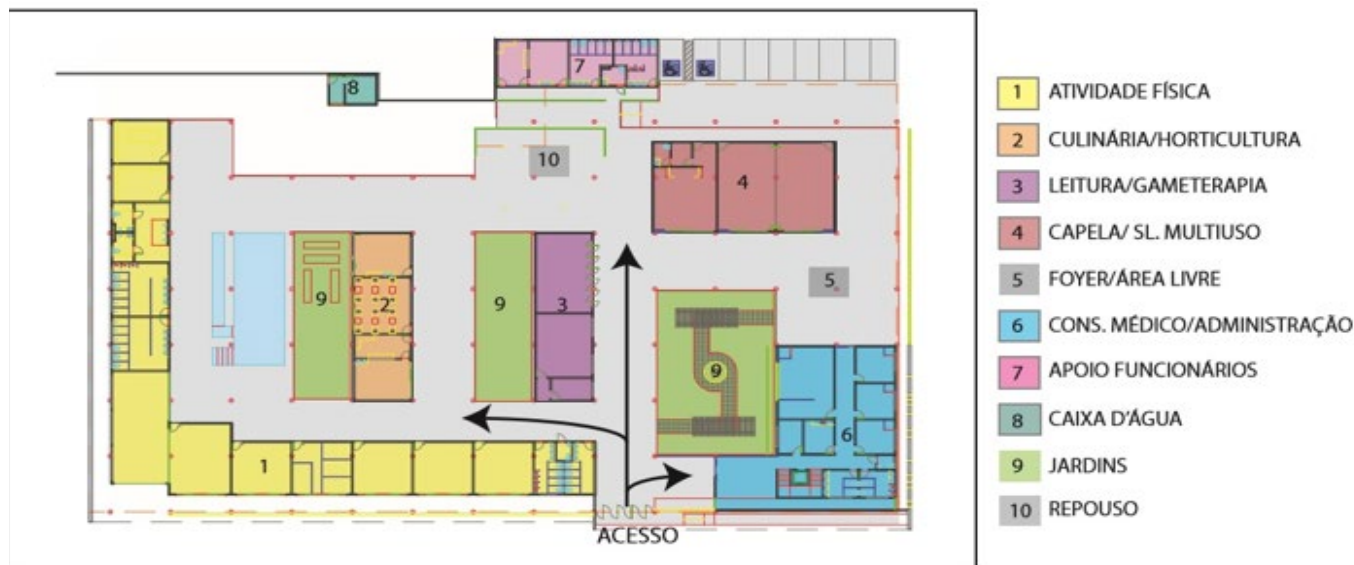 7
8
10
4
9
2
9
3
5
9
6
1
ACESSO
1 ATIVIDADE FÍSICA
2 CULINÁRIA/HORTICULTURA
3 LEITURA/GAMETERAPIA
4 CAPELA/ SL. MULTIUSO
5 FOYER/ÁREA LIVRE
6 CONS. MÉDICO/ADMINISTRAÇÃO
7 APOIO FUNCIONÁRIOS
8 CAIXA D'ÁGUA
9 JARDINS
10 REPOUSO